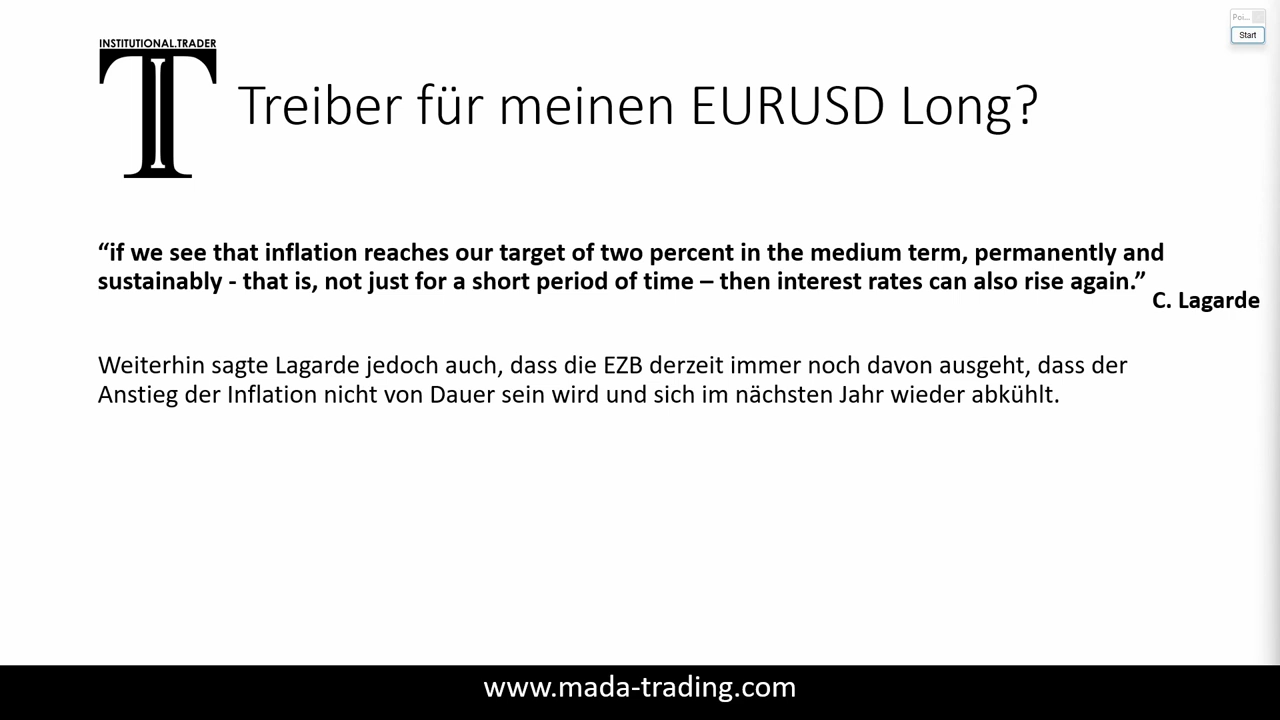 INSTITUTIONAL.TRADER
Treiber für meinen EURUSD Long?
“if we see that inflation reaches our target of two percent in the medium term, permanently and
sustainably - that is, not just for a short period of time – then interest rates can also rise again.”
C. Lagarde
Weiterhin sagte Lagarde jedoch auch, dass die EZB derzeit immer noch davon ausgeht, dass der
Anstieg der Inflation nicht von Dauer sein wird und sich im nächsten Jahr wieder abkühlt.
www.mada-trading.com
Poi...
Start